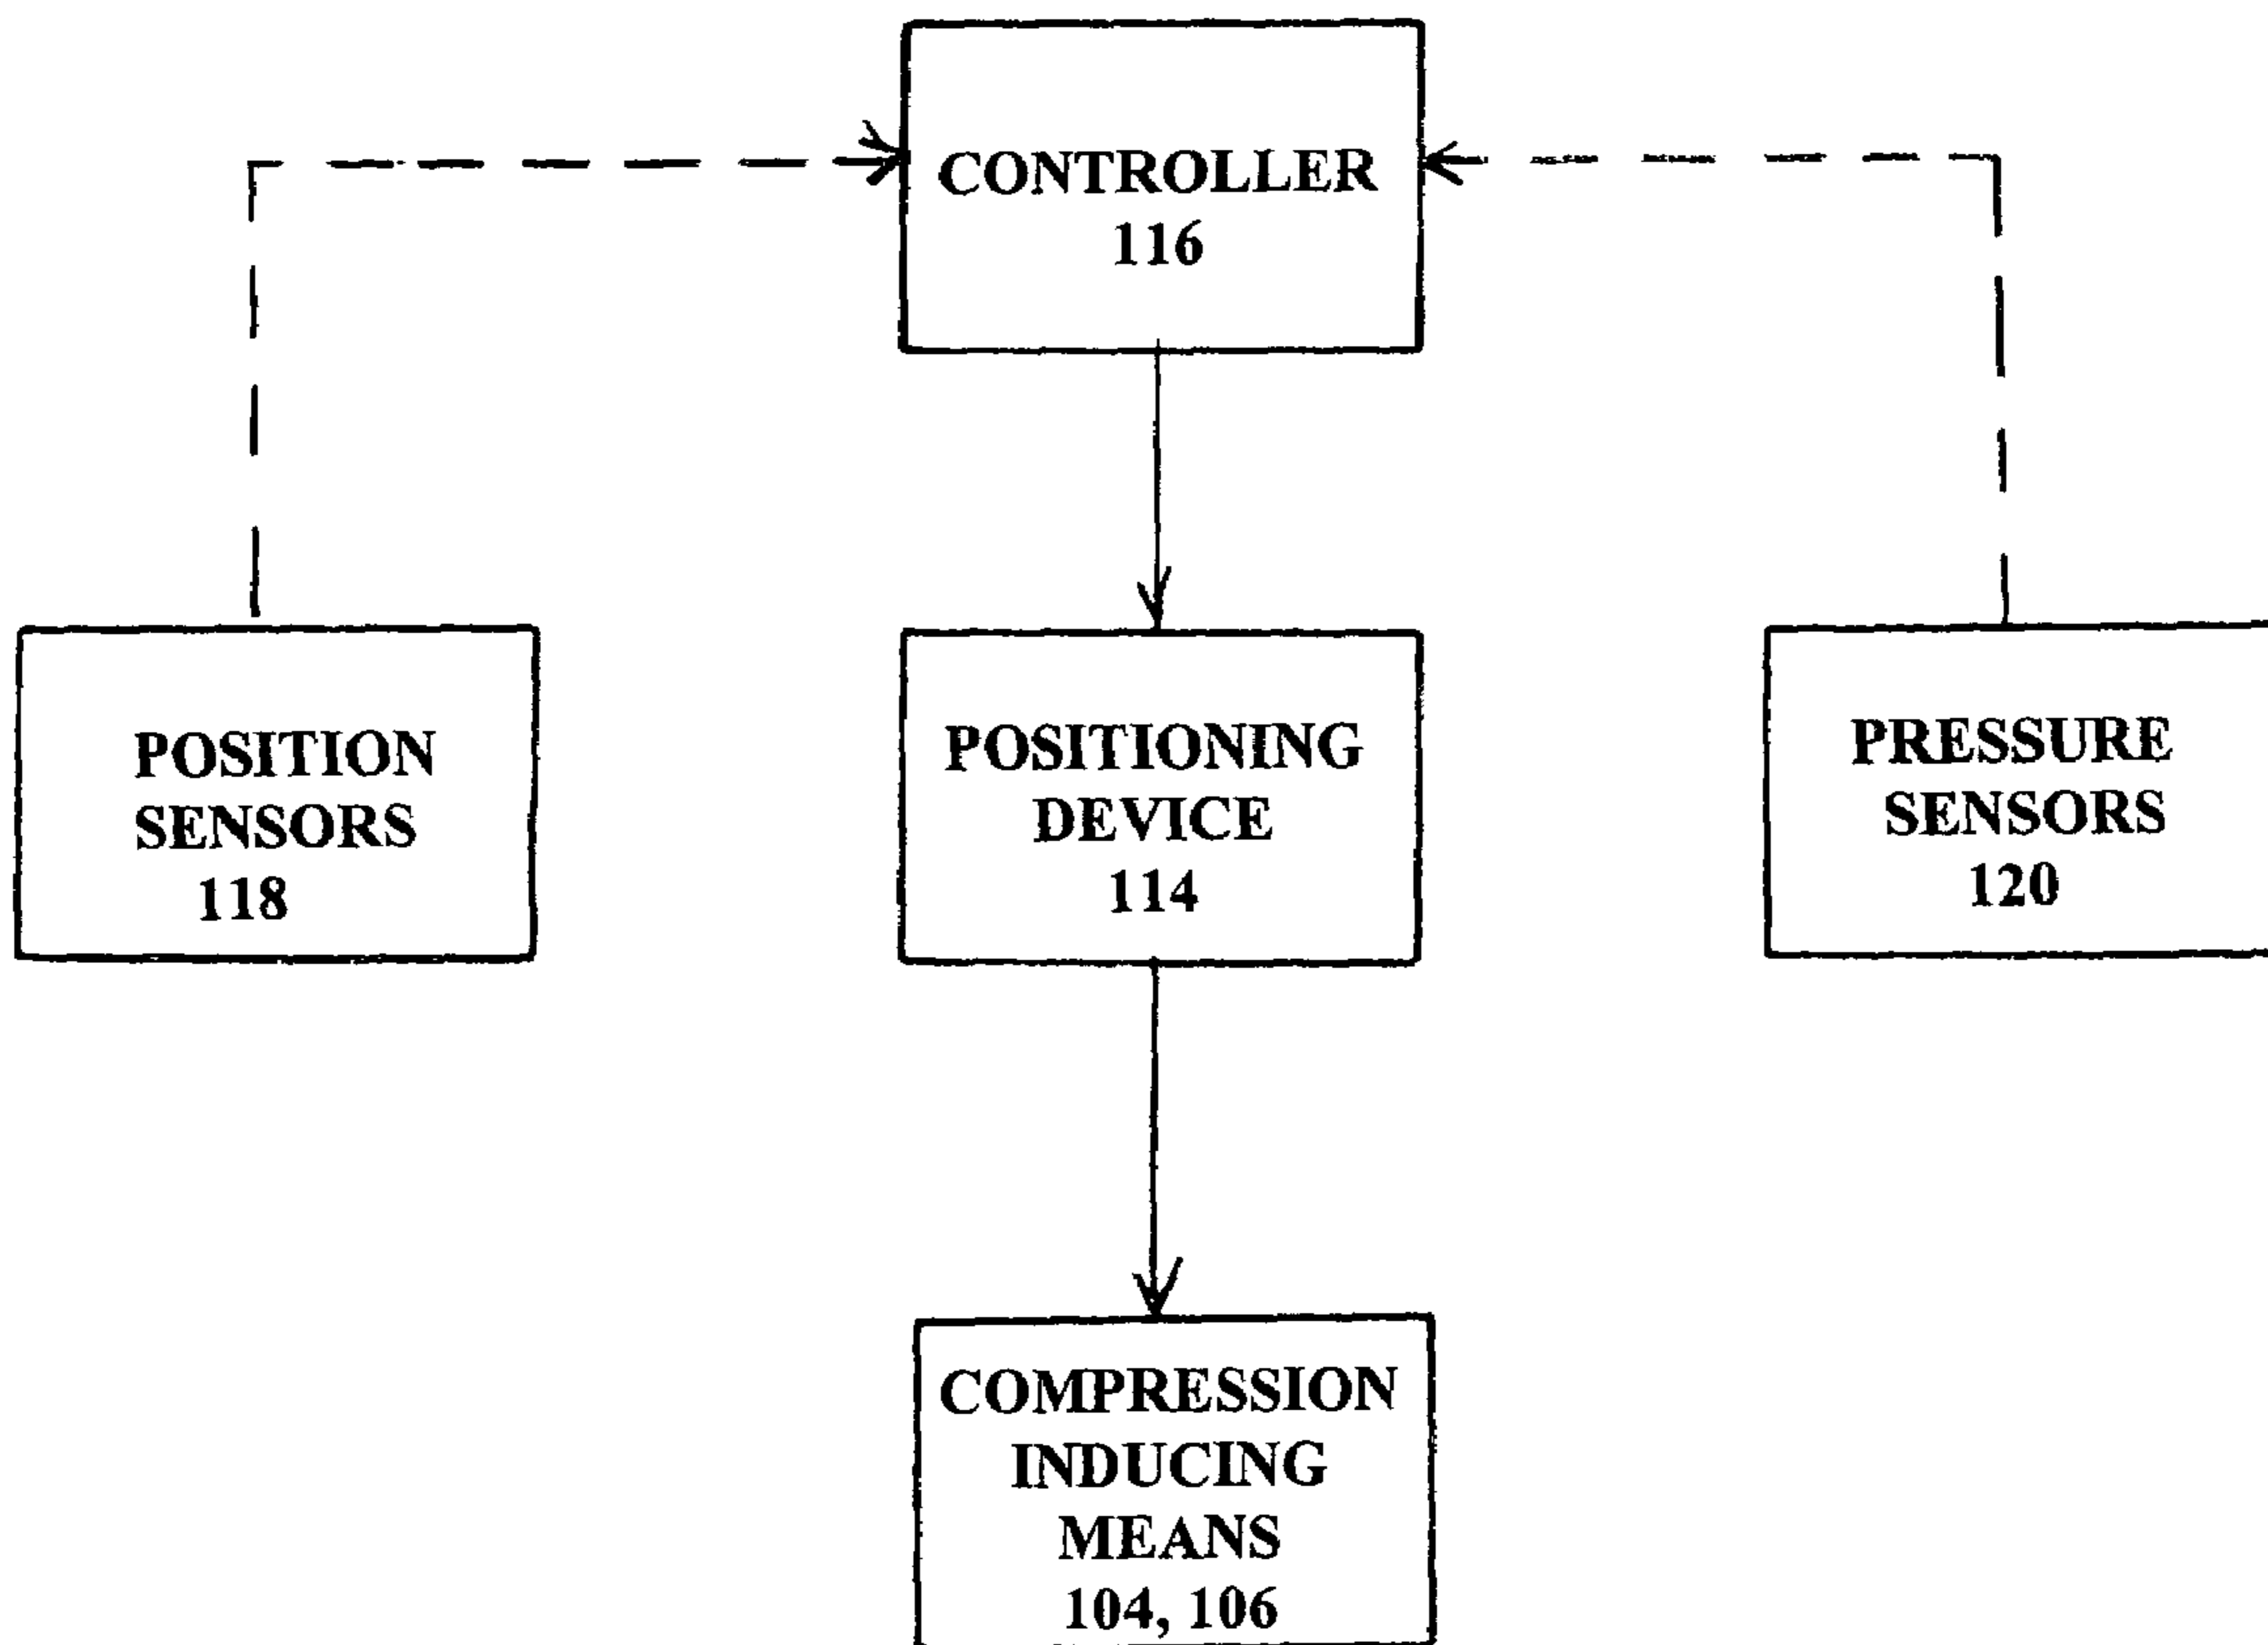 CONTROLLER
116
POSITION
SENSORS
118
POSITIONING
DEVICE
114
PRESSURE
SENSORS
120
COMPRESSION
INDUCING
MEANS
104, 106